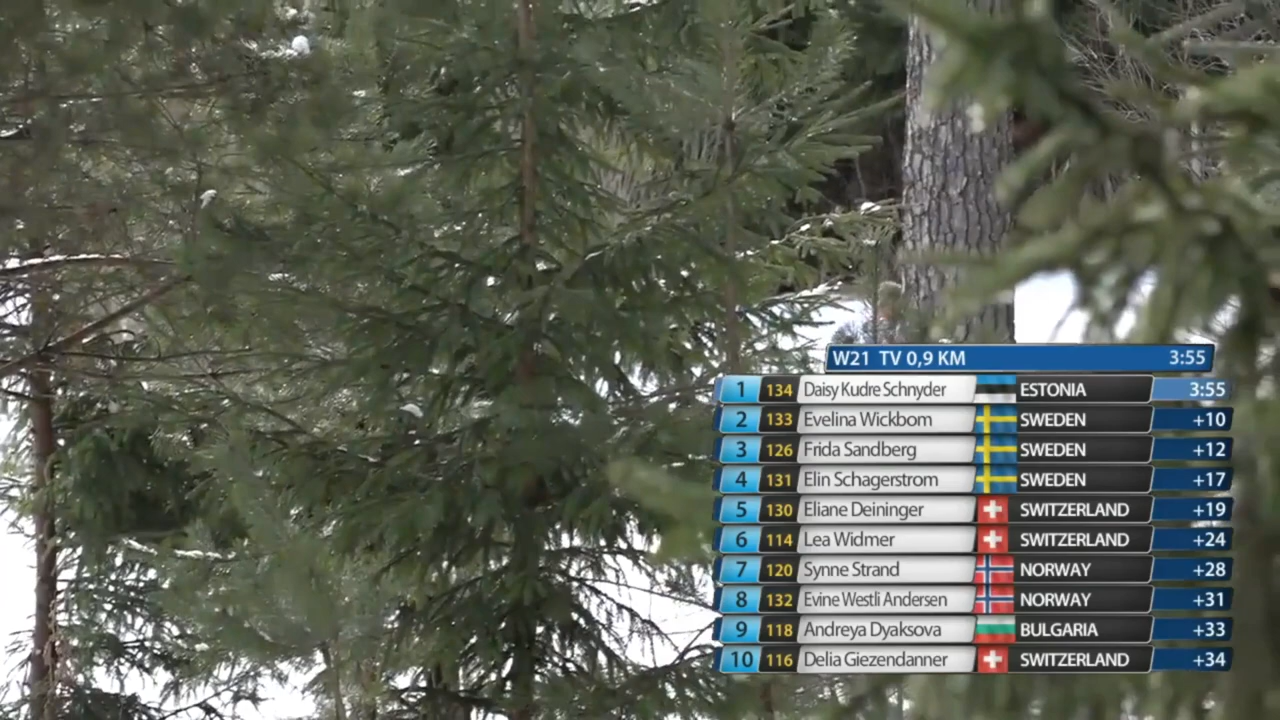 W21 TV 0,9 KM 3:55
1 134 Daisy Kudre Schnyder ESTONIA 3:55
2 133 Evelina Wickbom SWEDEN +10
3 126 Frida Sandberg SWEDEN +12
4 131 Elin Schagerstrom SWEDEN +17
5 130 Eliane Deininger SWITZERLAND +19
6 114 Lea Widmer SWITZERLAND +24
7 120 Synne Strand NORWAY +28
8 132 Evine Westli Andersen NORWAY +31
9 118 Andreya Dyaksova BULGARIA +33
10 116 Delia Giezendanner SWITZERLAND +34